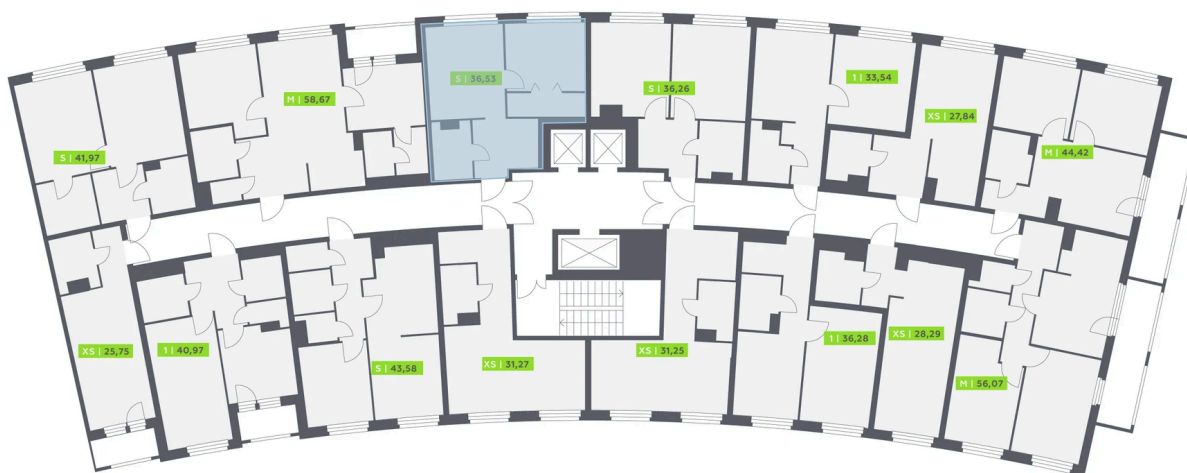 S | 41,97
M | 58,67
S | 36,53
S | 36,26
1 | 33,54
XS | 27,84
M | 44,42
XS | 25,75
1 | 40,97
S | 43,58
XS | 31,27
XS | 31,25
1 | 36,28
XS | 28,29
M | 56,07